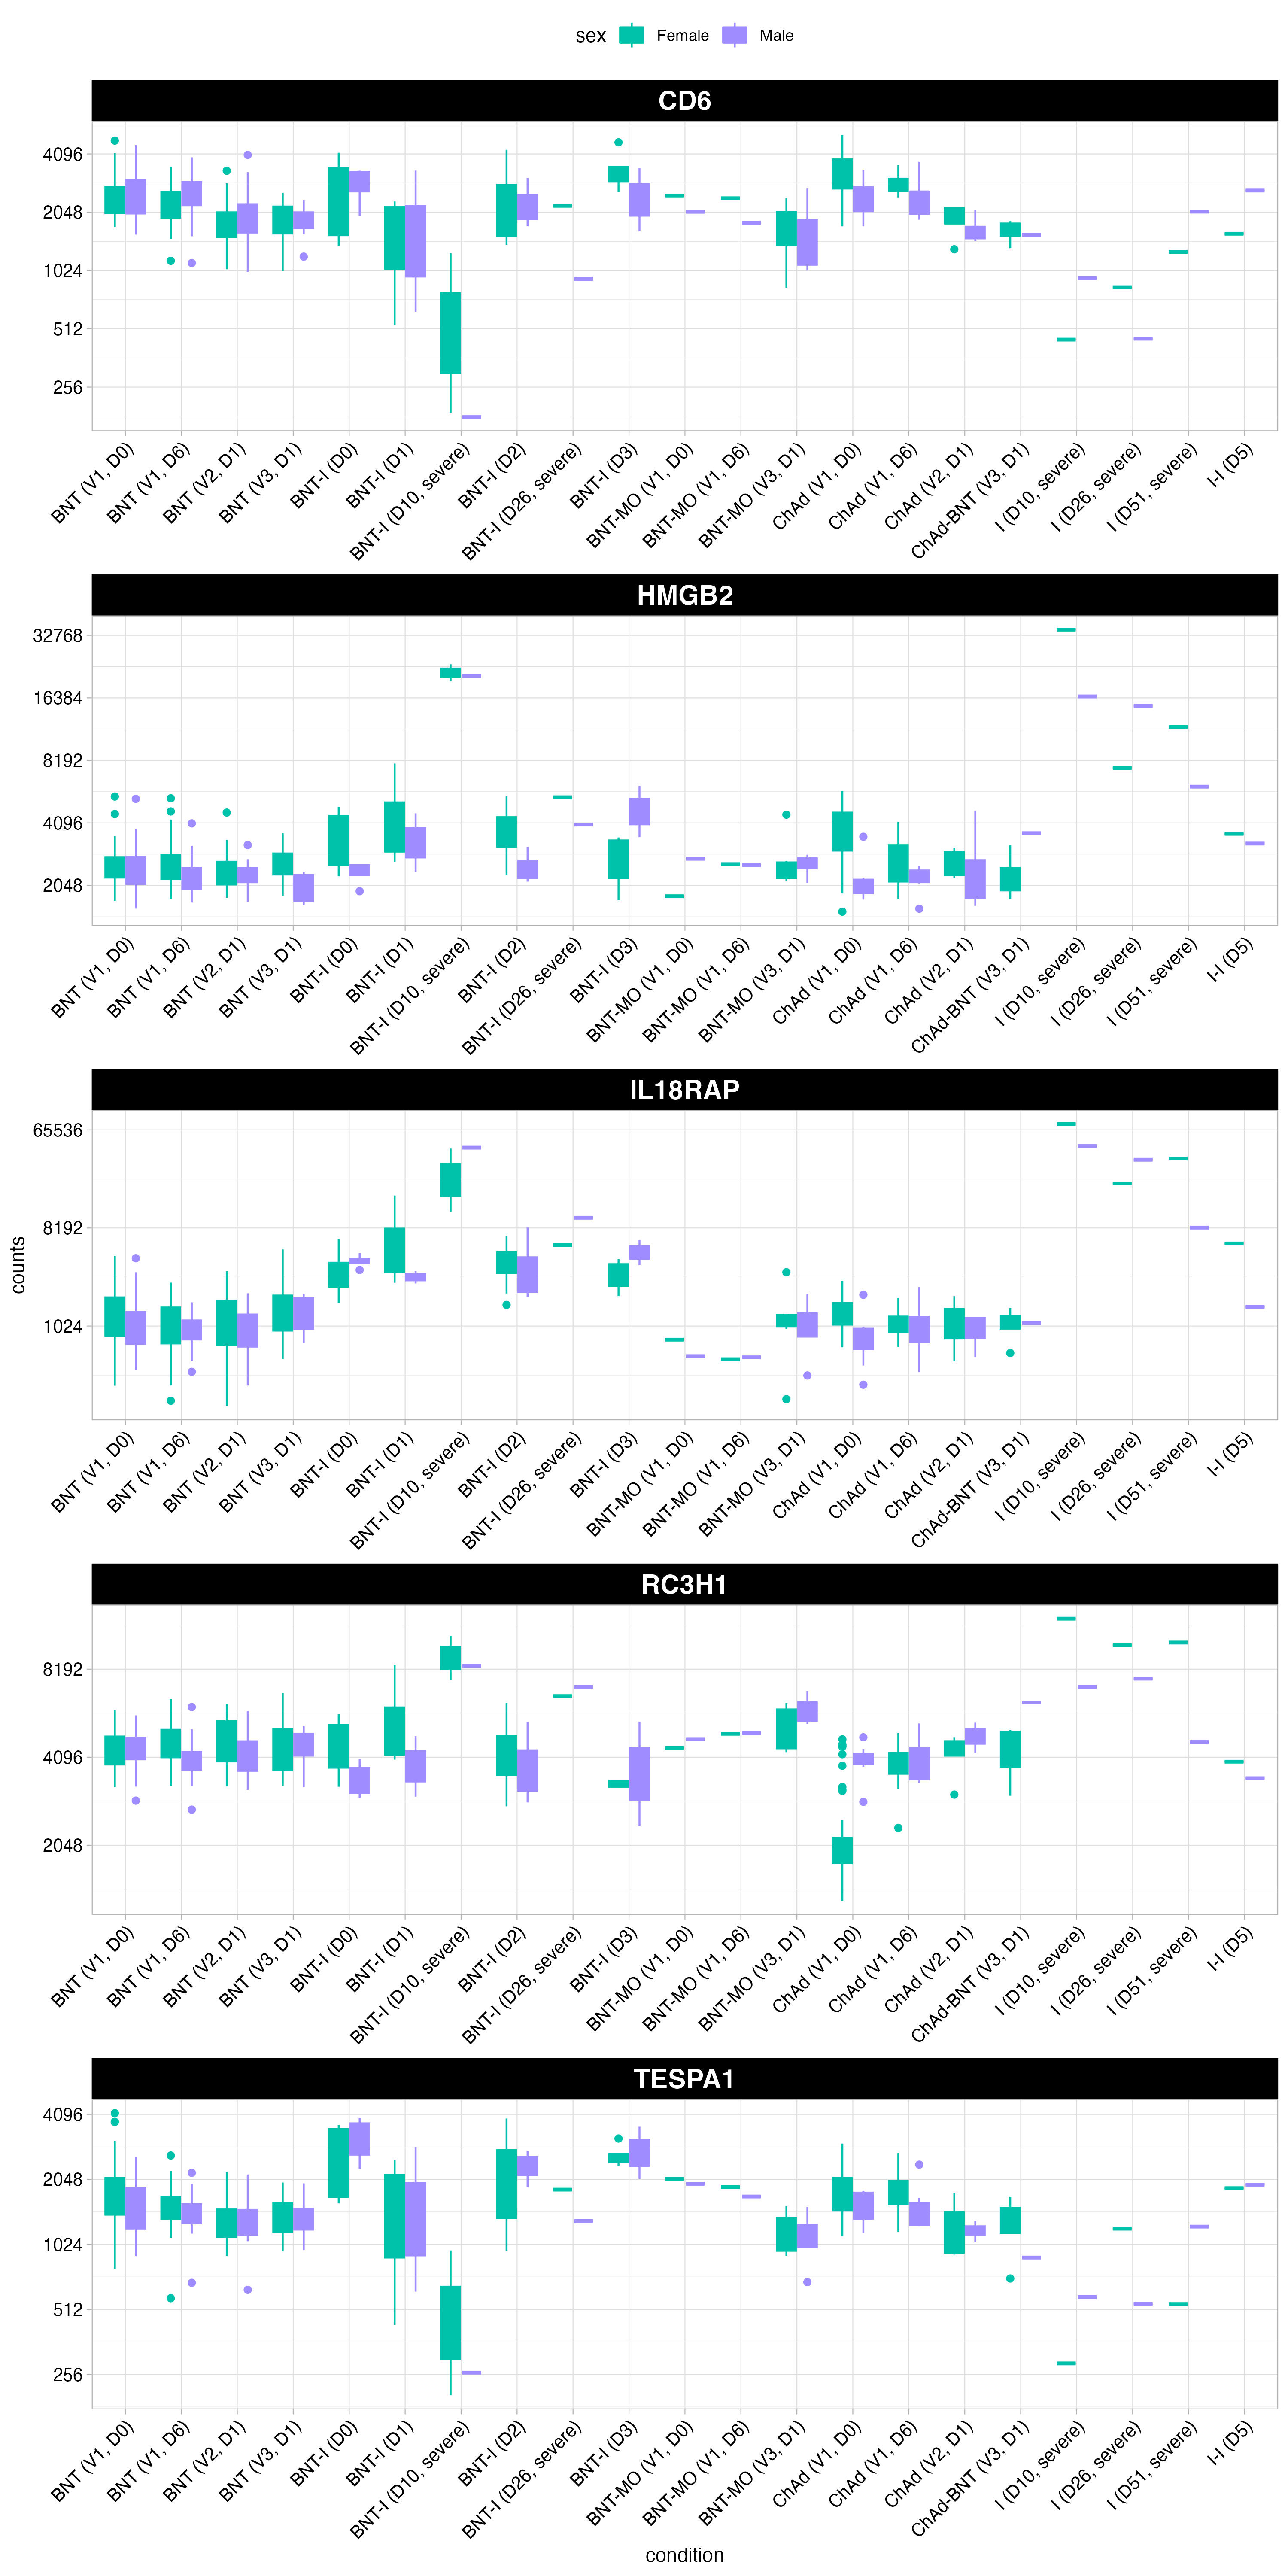 sex Female Male
CD6
4096
2048
1024
512
256
BNT (V1, D0)
BNT (V1, D6)
BNT (V2, D1)
BNT (V3, D1)
BNT-I (D0)
BNT-I (D1)
BNT-I (D10, severe)
BNT-I (D2)
BNT-I (D26, severe)
BNT-I (D3)
BNT-MO (V1, D0)
BNT-MO (V1, D6)
BNT-MO (V3, D1)
ChAd (V1, D0)
ChAd (V1, D6)
ChAd (V2, D1)
ChAd-BNT (V3, D1)
I (D10, severe)
I (D26, severe)
I (D51, severe)
I-I (D5)
HMGB2
32768
16384
8192
4096
2048
BNT (V1, D0)
BNT (V1, D6)
BNT (V2, D1)
BNT (V3, D1)
BNT-I (D0)
BNT-I (D1)
BNT-I (D10, severe)
BNT-I (D2)
BNT-I (D26, severe)
BNT-I (D3)
BNT-MO (V1, D0)
BNT-MO (V1, D6)
BNT-MO (V3, D1)
ChAd (V1, D0)
ChAd (V1, D6)
ChAd (V2, D1)
ChAd-BNT (V3, D1)
I (D10, severe)
I (D26, severe)
I (D51, severe)
I-I (D5)
IL18RAP
counts
65536
8192
1024
BNT (V1, D0)
BNT (V1, D6)
BNT (V2, D1)
BNT (V3, D1)
BNT-I (D0)
BNT-I (D1)
BNT-I (D10, severe)
BNT-I (D2)
BNT-I (D26, severe)
BNT-I (D3)
BNT-MO (V1, D0)
BNT-MO (V1, D6)
BNT-MO (V3, D1)
ChAd (V1, D0)
ChAd (V1, D6)
ChAd (V2, D1)
ChAd-BNT (V3, D1)
I (D10, severe)
I (D26, severe)
I (D51, severe)
I-I (D5)
RC3H1
8192
4096
2048
BNT (V1, D0)
BNT (V1, D6)
BNT (V2, D1)
BNT (V3, D1)
BNT-I (D0)
BNT-I (D1)
BNT-I (D10, severe)
BNT-I (D2)
BNT-I (D26, severe)
BNT-I (D3)
BNT-MO (V1, D0)
BNT-MO (V1, D6)
BNT-MO (V3, D1)
ChAd (V1, D0)
ChAd (V1, D6)
ChAd (V2, D1)
ChAd-BNT (V3, D1)
I (D10, severe)
I (D26, severe)
I (D51, severe)
I-I (D5)
TESPA1
4096
2048
1024
512
256
BNT (V1, D0)
BNT (V1, D6)
BNT (V2, D1)
BNT (V3, D1)
BNT-I (D0)
BNT-I (D1)
BNT-I (D10, severe)
BNT-I (D2)
BNT-I (D26, severe)
BNT-I (D3)
BNT-MO (V1, D0)
BNT-MO (V1, D6)
BNT-MO (V3, D1)
ChAd (V1, D0)
ChAd (V1, D6)
ChAd (V2, D1)
ChAd-BNT (V3, D1)
I (D10, severe)
I (D26, severe)
I (D51, severe)
I-I (D5)
condition